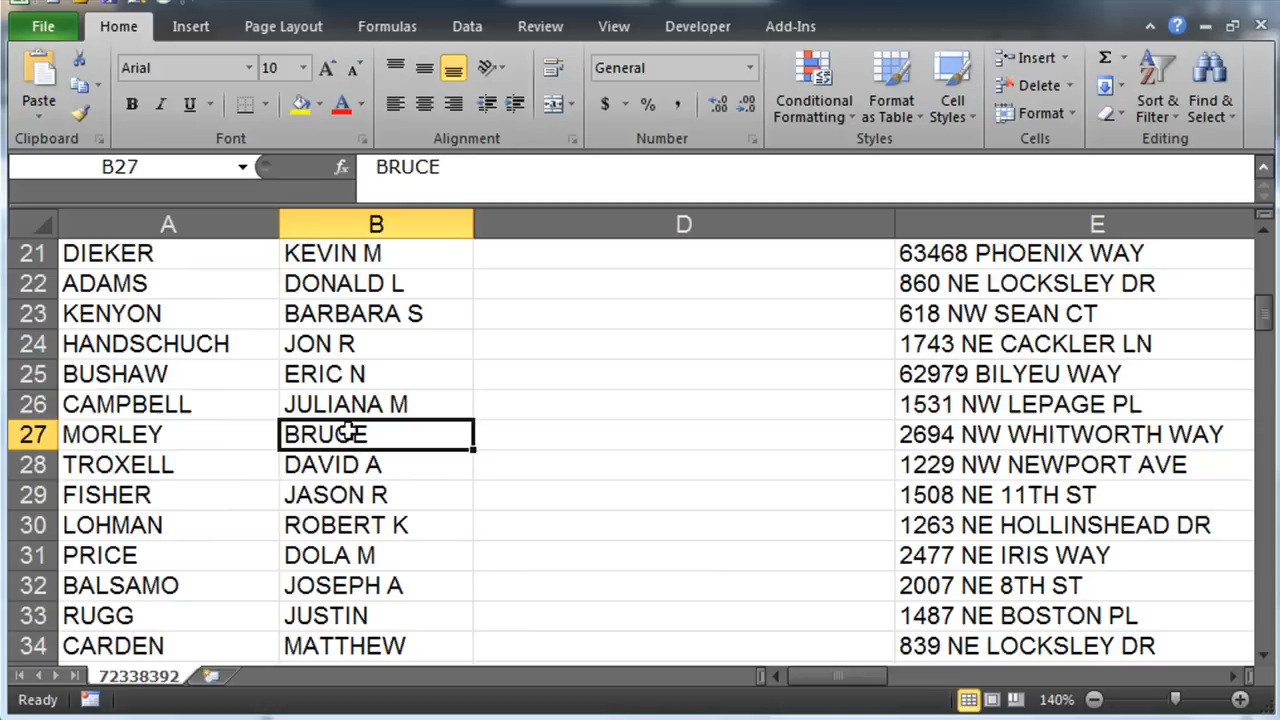 File Home Insert Page Layout Formulas Data Review View Developer Add-Ins
Paste
Clipboard
Arial 10
B I U A
Font
Alignment
General
$ % , .0 .00 .00 .0
Number
Conditional Formatting
Format as Table
Cell Styles
Styles
Insert
Delete
Format
Cells
Σ
Sort & Filter
Find & Select
Editing
B27 fx BRUCE
A B D E
21 DIEKER KEVIN M 63468 PHOENIX WAY
22 ADAMS DONALD L 860 NE LOCKSLEY DR
23 KENYON BARBARA S 618 NW SEAN CT
24 HANDSCHUCH JON R 1743 NE CACKLER LN
25 BUSHAW ERIC N 62979 BILYEU WAY
26 CAMPBELL JULIANA M 1531 NW LEPAGE PL
27 MORLEY BRUCE 2694 NW WHITWORTH WAY
28 TROXELL DAVID A 1229 NW NEWPORT AVE
29 FISHER JASON R 1508 NE 11TH ST
30 LOHMAN ROBERT K 1263 NE HOLLINSHEAD DR
31 PRICE DOLA M 2477 NE IRIS WAY
32 BALSAMO JOSEPH A 2007 NE 8TH ST
33 RUGG JUSTIN 1487 NE BOSTON PL
34 CARDEN MATTHEW 839 NE LOCKSLEY DR
72338392
Ready 140%